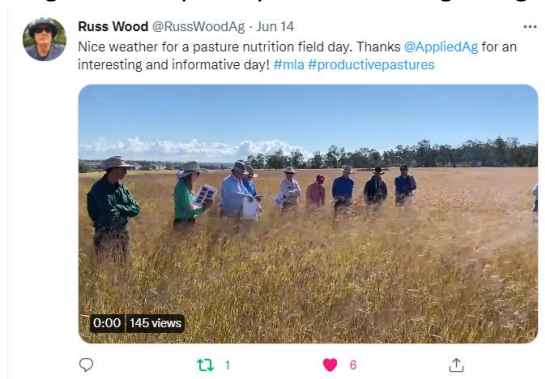 Russ Wood @RussWoodAg · Jun 14
Nice weather for a pasture nutrition field day. Thanks @AppliedAg for an
interesting and informative day! #mla #productivepastures
0:00 145 views
1 6